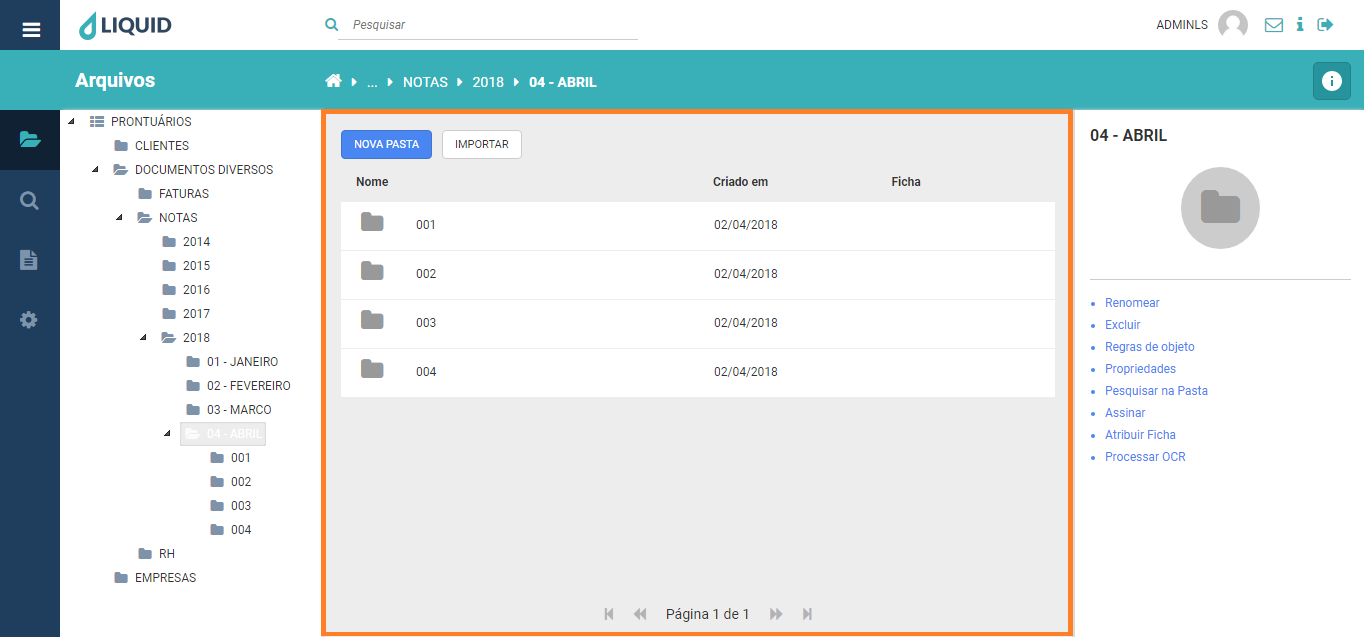 LIQUID
Pesquisar
ADMINLS
Arquivos
... NOTAS 2018 04 - ABRIL
PRONTUÁRIOS
CLIENTES
DOCUMENTOS DIVERSOS
FATURAS
NOTAS
2014
2015
2016
2017
2018
01 - JANEIRO
02 - FEVEREIRO
03 - MARCO
04 - ABRIL
001
002
003
004
RH
EMPRESAS
NOVA PASTA IMPORTAR
Nome Criado em Ficha
001 02/04/2018
002 02/04/2018
003 02/04/2018
004 02/04/2018
Página 1 de 1
04 - ABRIL
Renomear
Excluir
Regras de objeto
Propriedades
Pesquisar na Pasta
Assinar
Atribuir Ficha
Processar OCR